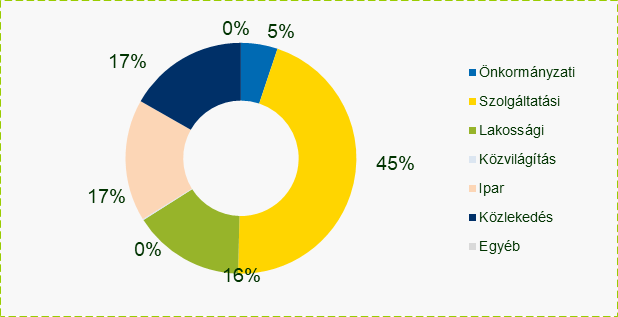 0%
5%
17%
45%
17%
0%
16%
Önkormányzati
Szolgáltatási
Lakossági
Közvilágítás
Ipar
Közlekedés
Egyéb